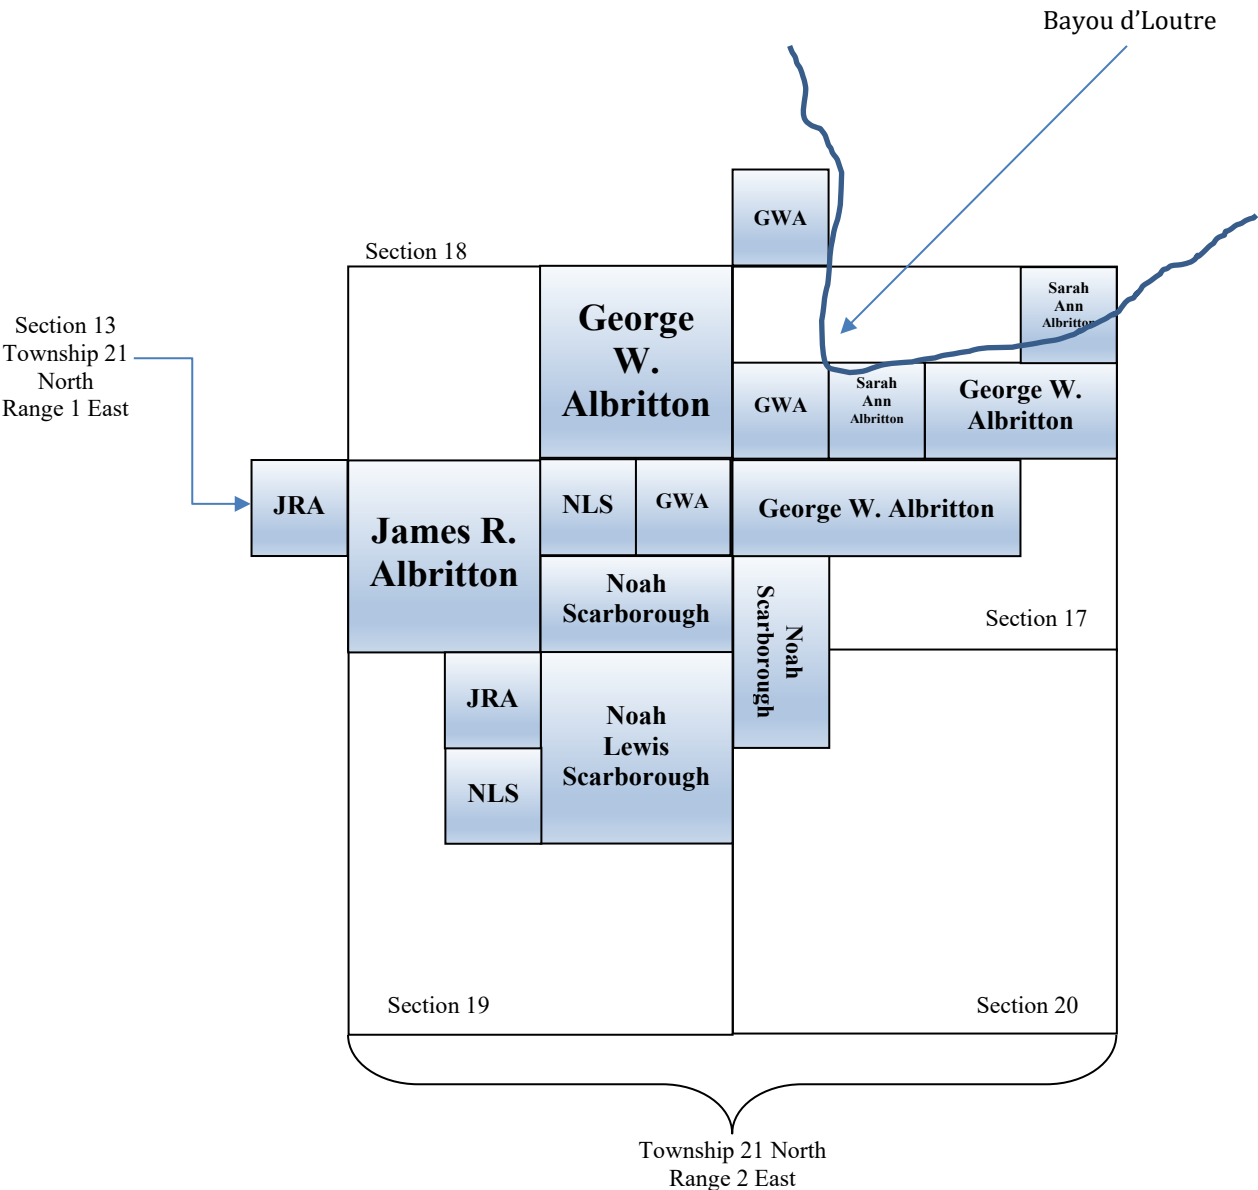 Bayou d’Loutre
GWA
Section 18
George
W.
Albritton
Sarah
Ann
Albritton
Section 13
Township 21
North
Range 1 East
GWA
Sarah
Ann
Albritton
George W.
Albritton
JRA
James R.
Albritton
NLS
GWA
George W. Albritton
Noah
Scarborough
Noah
Scarborough
Section 17
JRA
Noah
Lewis
Scarborough
NLS
Section 19
Section 20
Township 21 North
Range 2 East